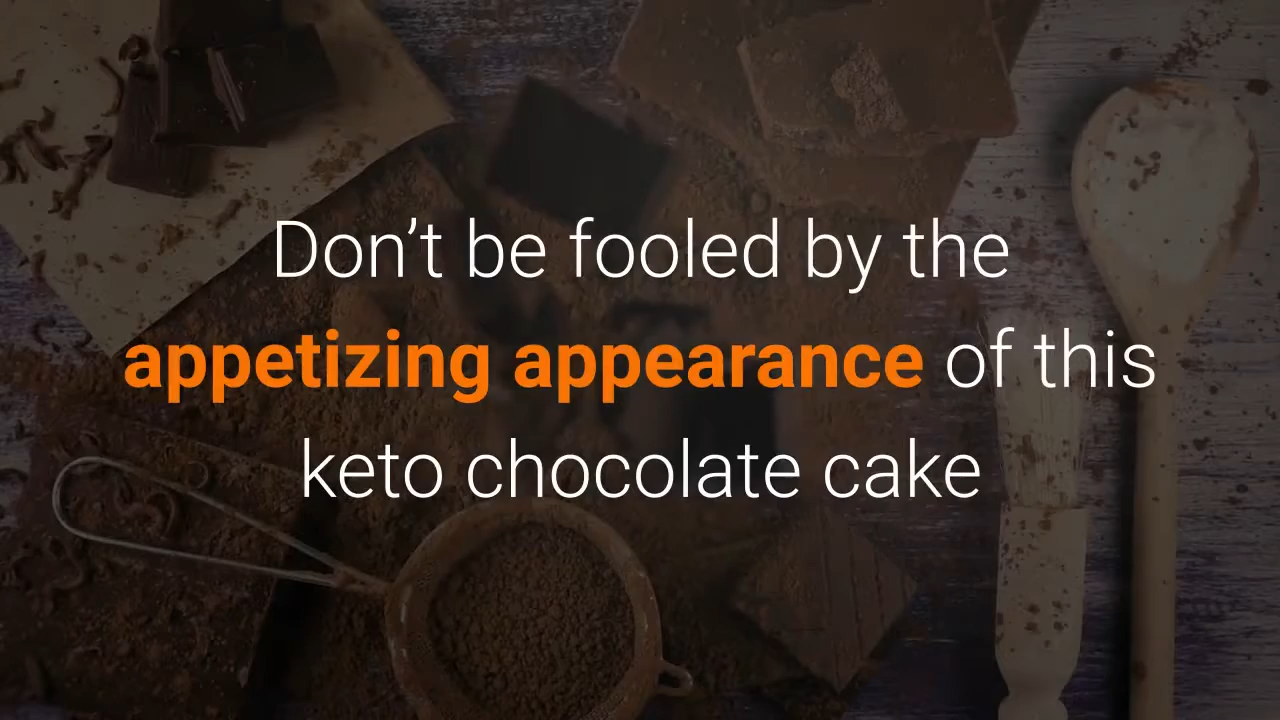 Don’t be fooled by the
appetizing appearance of this
keto chocolate cake